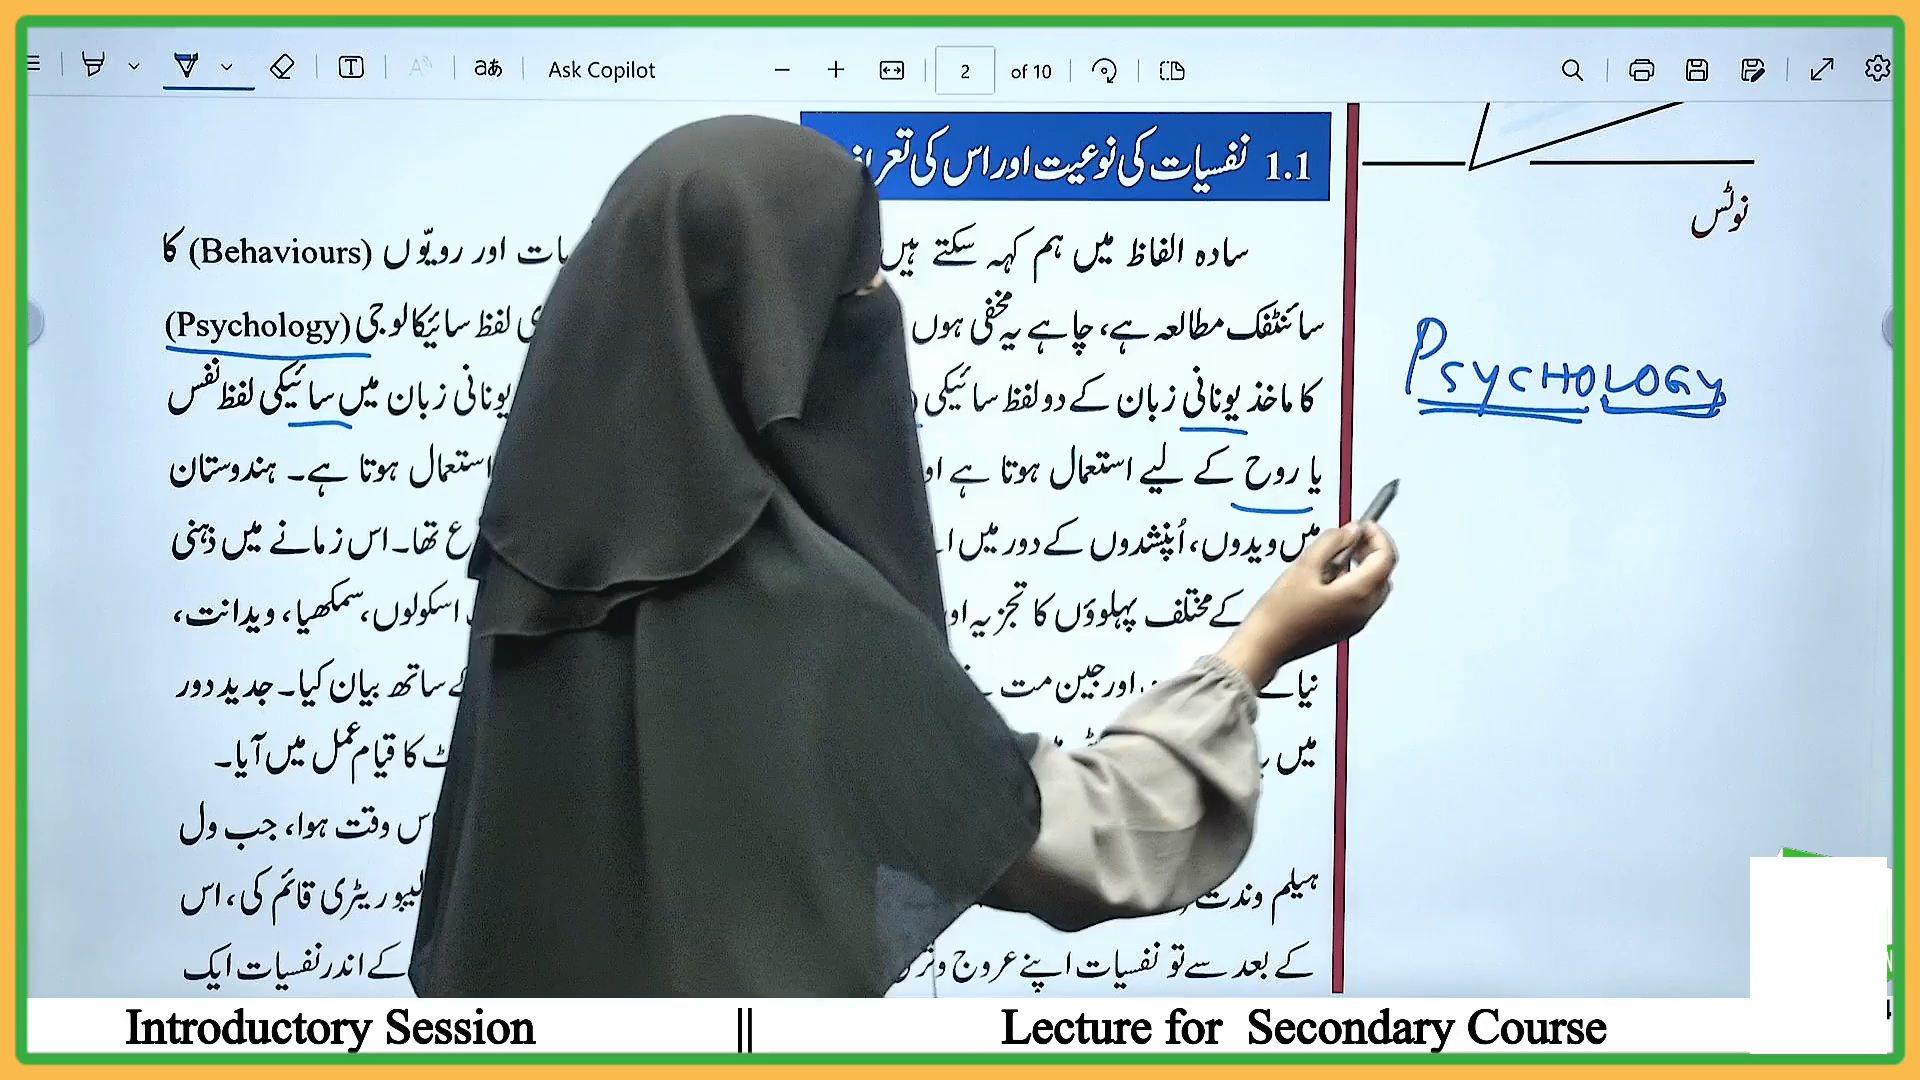 Ask Copilot
2
of 10
1.1 نفسیات کی نوعیت اور اس کی
نوٹس
سادہ الفاظ میں ہم کہہ سکتے ہیں اور رویّوں (Behaviours) کا
سائنٹفک مطالعہ ہے، چاہے یہ مخفی ہوں لفظ سائیکالوجی (Psychology)
PSYCHOLOGY
کا ماخذ یونانی زبان کے دو لفظ سائیکی یونانی زبان میں سائیکی لفظ نفس
یا روح کے لیے استعمال ہوتا ہے استعمال ہوتا ہے۔ ہندوستان
میں ویدوں، اُپنشدوں کے دور میں تھا۔ اس زمانے میں ذہنی
کے مختلف پہلوؤں کا تجزیہ اسکولوں، سمکھیا، ویدانت،
اور جین مت کے ساتھ بیان کیا۔ جدید دور
میں کا قیام عمل میں آیا۔
وقت ہوا، جب ول
ہیلم وندت قائم کی، اس
کے بعد سے تو نفسیات اپنے عروج کے اندر نفسیات ایک
Introductory Session || Lecture for Secondary Course